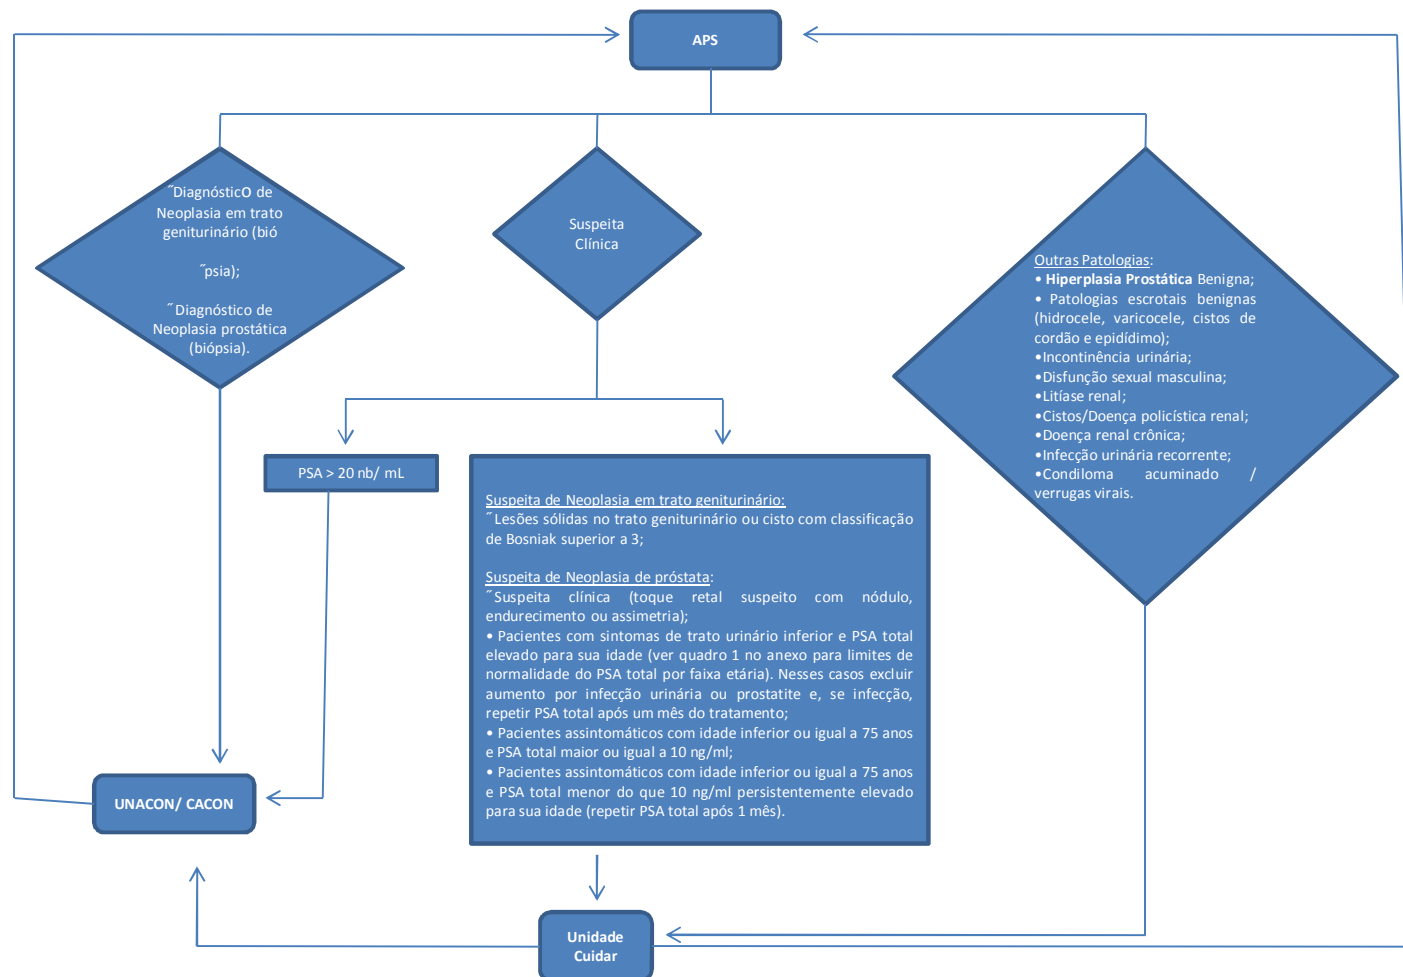 APS
˝DiagnósticO de
Neoplasia em trato
geniturinário (bió
˝psia);
˝ Diagnóstico de
Neoplasia prostática
(biópsia).
Suspeita
Clínica
Outras Patologias:
• Hiperplasia Prostática Benigna;
• Patologias escrotais benignas
(hidrocele, varicocele, cistos de
cordão e epidídimo);
•Incontinência urinária;
•Disfunção sexual masculina;
•Litíase renal;
•Cistos/Doença policística renal;
•Doença renal crônica;
•Infecção urinária recorrente;
•Condiloma acuminado /
verrugas virais.
PSA > 20 nb/ mL
Suspeita de Neoplasia em trato geniturinário:
˝Lesões sólidas no trato geniturinário ou cisto com classificação
de Bosniak superior a 3;
Suspeita de Neoplasia de próstata:
˝Suspeita clínica (toque retal suspeito com nódulo,
endurecimento ou assimetria);
• Pacientes com sintomas de trato urinário inferior e PSA total
elevado para sua idade (ver quadro 1 no anexo para limites de
normalidade do PSA total por faixa etária). Nesses casos excluir
aumento por infecção urinária ou prostatite e, se infecção,
repetir PSA total após um mês do tratamento;
• Pacientes assintomáticos com idade inferior ou igual a 75 anos
e PSA total maior ou igual a 10 ng/ml;
• Pacientes assintomáticos com idade inferior ou igual a 75 anos
e PSA total menor do que 10 ng/ml persistentemente elevado
para sua idade (repetir PSA total após 1 mês).
UNACON/ CACON
Unidade
Cuidar